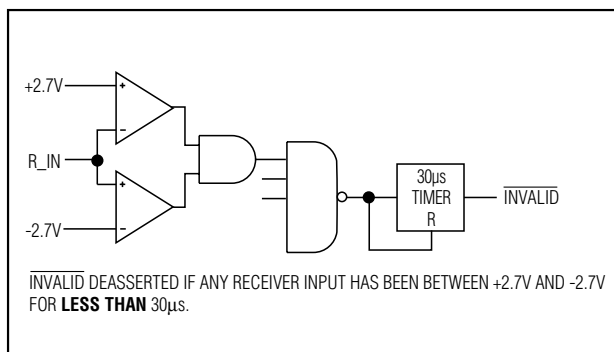 +2.7V
+
-
R_IN
+
-
-2.7V
30μs
TIMER
R
INVALID
INVALID DEASSERTED IF ANY RECEIVER INPUT HAS BEEN BETWEEN +2.7V AND -2.7V
FOR LESS THAN 30μs.